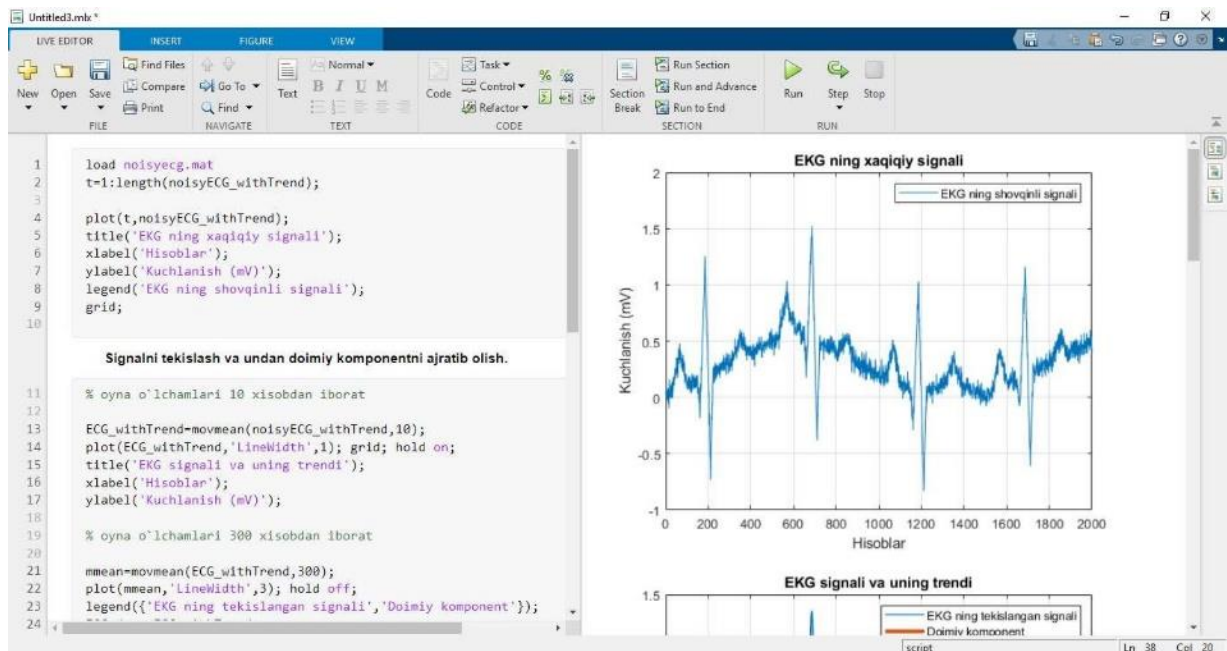 Untitled3.mlx *
LIVE EDITOR INSERT FIGURE VIEW
New Open Save Find Files Compare Print
FILE
Go To Find
NAVIGATE
Text Normal B I U M
TEXT
Code Task Control Refactor
CODE
Section Break Run Section Run and Advance Run to End
SECTION
Run Step Stop
RUN
1 load noisyecg.mat
2 t=1:length(noisyECG_withTrend);
3
4 plot(t,noisyECG_withTrend);
5 title('EKG ning xaqiqiy signali');
6 xlabel('Hisoblar');
7 ylabel('Kuchlanish (mV)');
8 legend('EKG ning shovqinli signali');
9 grid;
10
Signalni tekislash va undan doimiy komponentni ajratib olish.
11 % oyna o`lchamlari 10 xisobdan iborat
12
13 ECG_withTrend=movmean(noisyECG_withTrend,10);
14 plot(ECG_withTrend,'LineWidth',1); grid; hold on;
15 title('EKG signali va uning trendi');
16 xlabel('Hisoblar');
17 ylabel('Kuchlanish (mV)');
18
19 % oyna o`lchamlari 300 xisobdan iborat
20
21 mmean=movmean(ECG_withTrend,300);
22 plot(mmean,'LineWidth',3); hold off;
23 legend({'EKG ning tekislangan signali','Doimiy komponent'});
24
EKG ning xaqiqiy signali
EKG ning shovqinli signali
2
1.5
1
0.5
0
-0.5
-1
Kuchlanish (mV)
0 200 400 600 800 1000 1200 1400 1600 1800 2000
Hisoblar
EKG signali va uning trendi
1.5
EKG ning tekislangan signali
Doimiy komponent
script Ln 38 Col 20